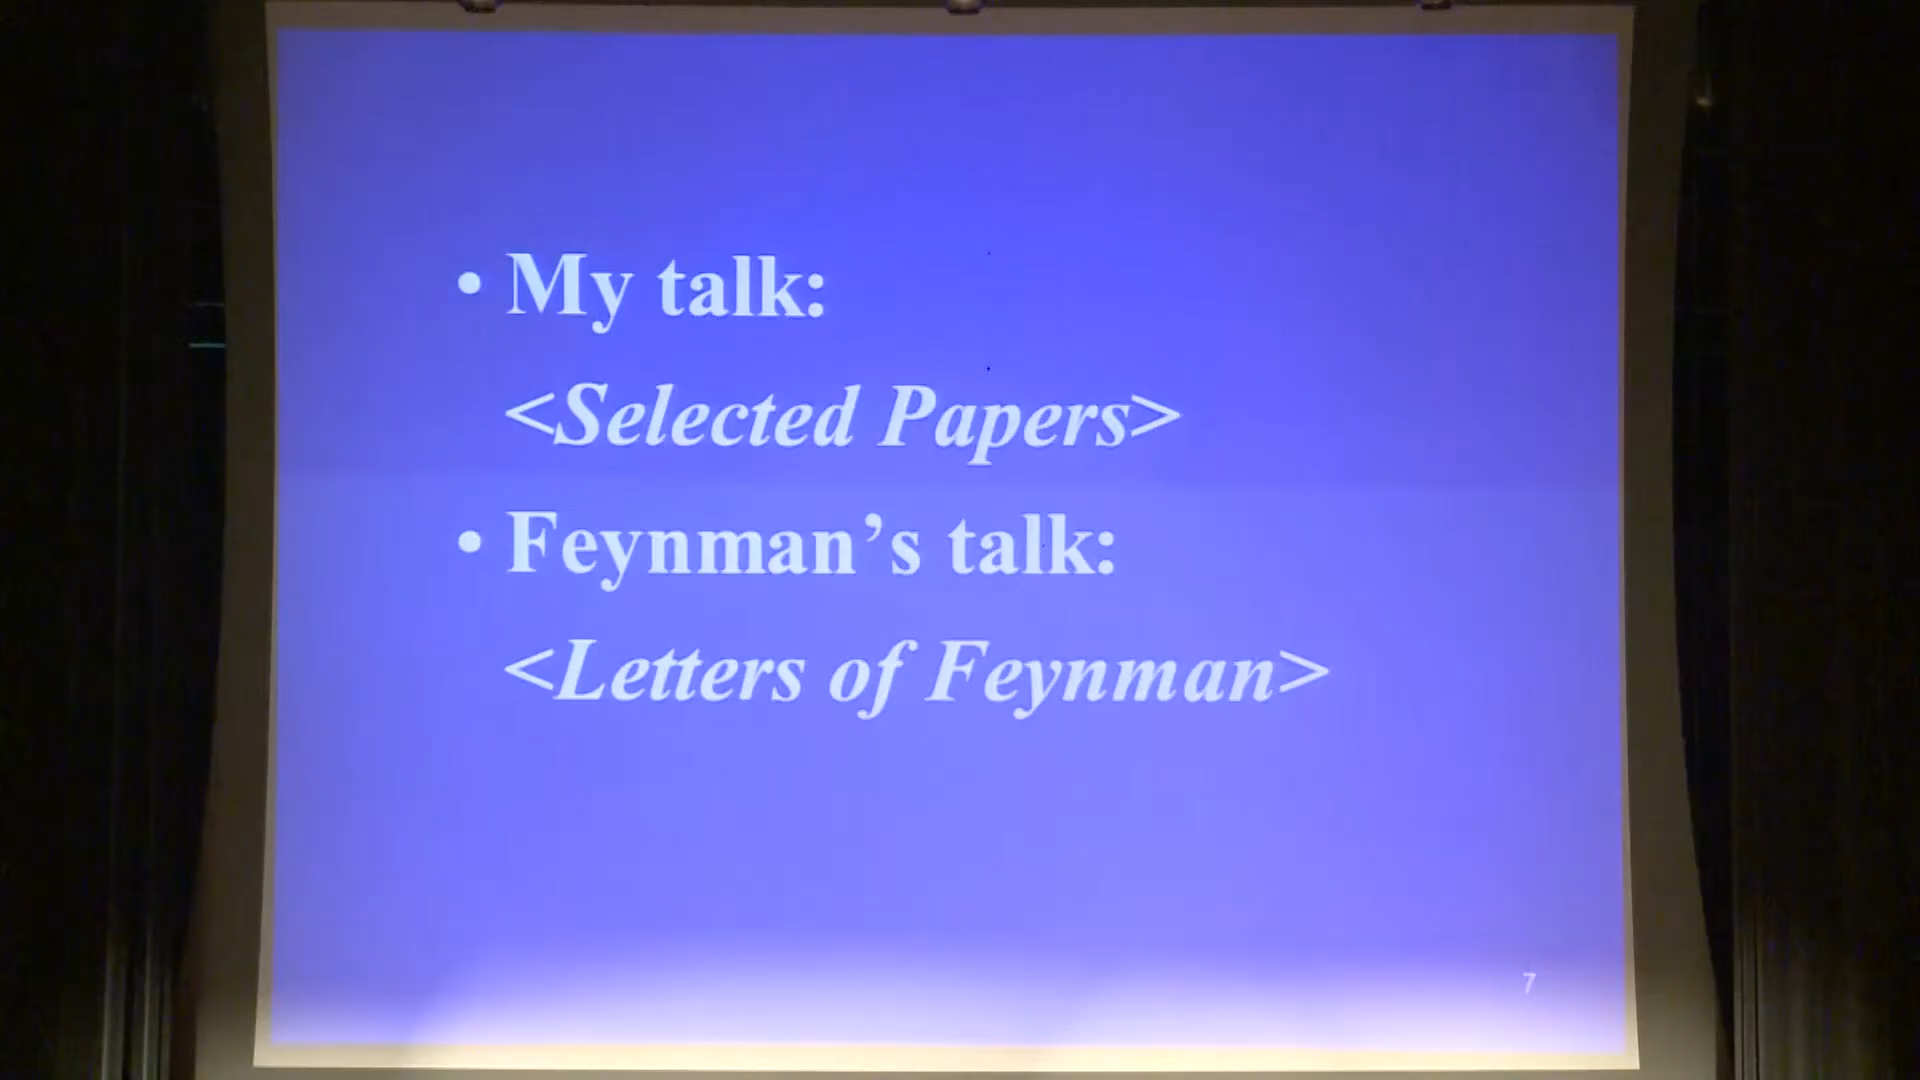 • My talk:
<Selected Papers>
• Feynman’s talk:
<Letters of Feynman>
7